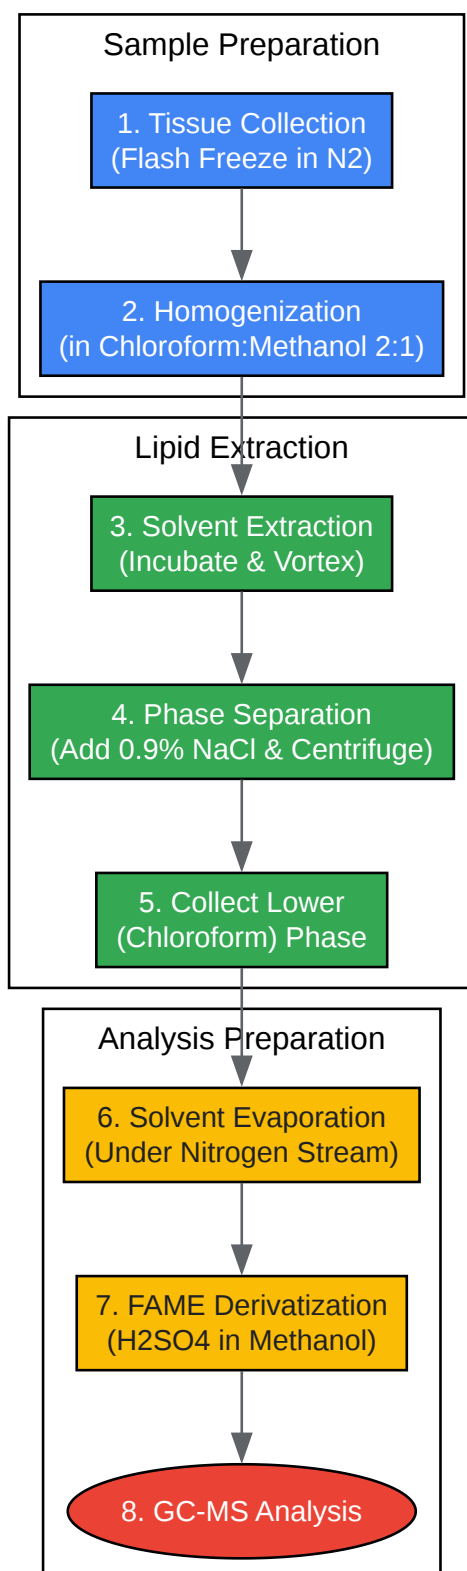 Sample Preparation
1. Tissue Collection
(Flash Freeze in N2)
2. Homogenization
(in Chloroform:Methanol 2:1)
Lipid Extraction
3. Solvent Extraction
(Incubate & Vortex)
4. Phase Separation
(Add 0.9% NaCl & Centrifuge)
5. Collect Lower
(Chloroform) Phase
Analysis Preparation
6. Solvent Evaporation
(Under Nitrogen Stream)
7. FAME Derivatization
(H2SO4 in Methanol)
8. GC-MS Analysis